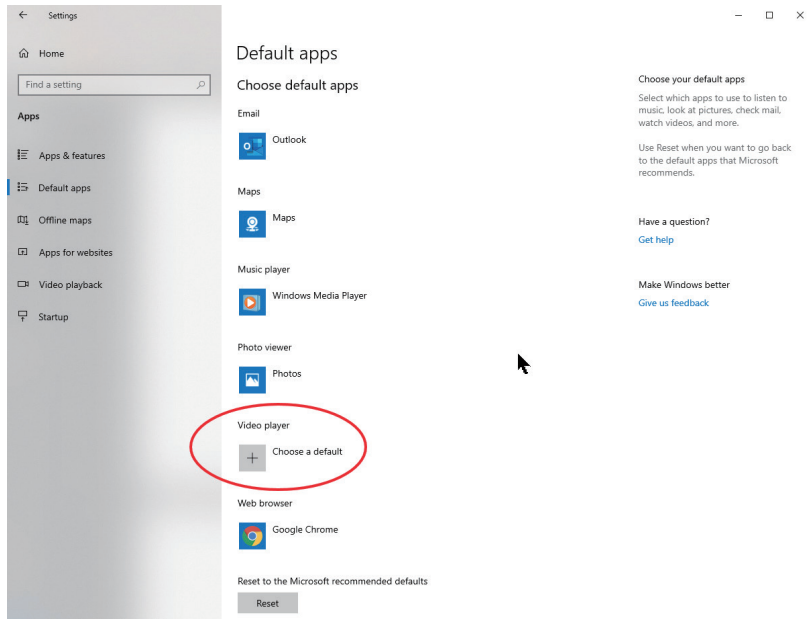 Settings
Home
Find a setting
Apps
Apps & features
Default apps
Offline maps
Apps for websites
Video playback
Startup
Default apps
Choose default apps
Email
Outlook
Maps
Maps
Music player
Windows Media Player
Photo viewer
Photos
Video player
Choose a default
Web browser
Google Chrome
Reset to the Microsoft recommended defaults
Reset
Choose your default apps
Select which apps to use to listen to
music, look at pictures, check mail,
watch videos, and more.
Use Reset when you want to go back
to the default apps that Microsoft
recommends.
Have a question?
Get help
Make Windows better
Give us feedback